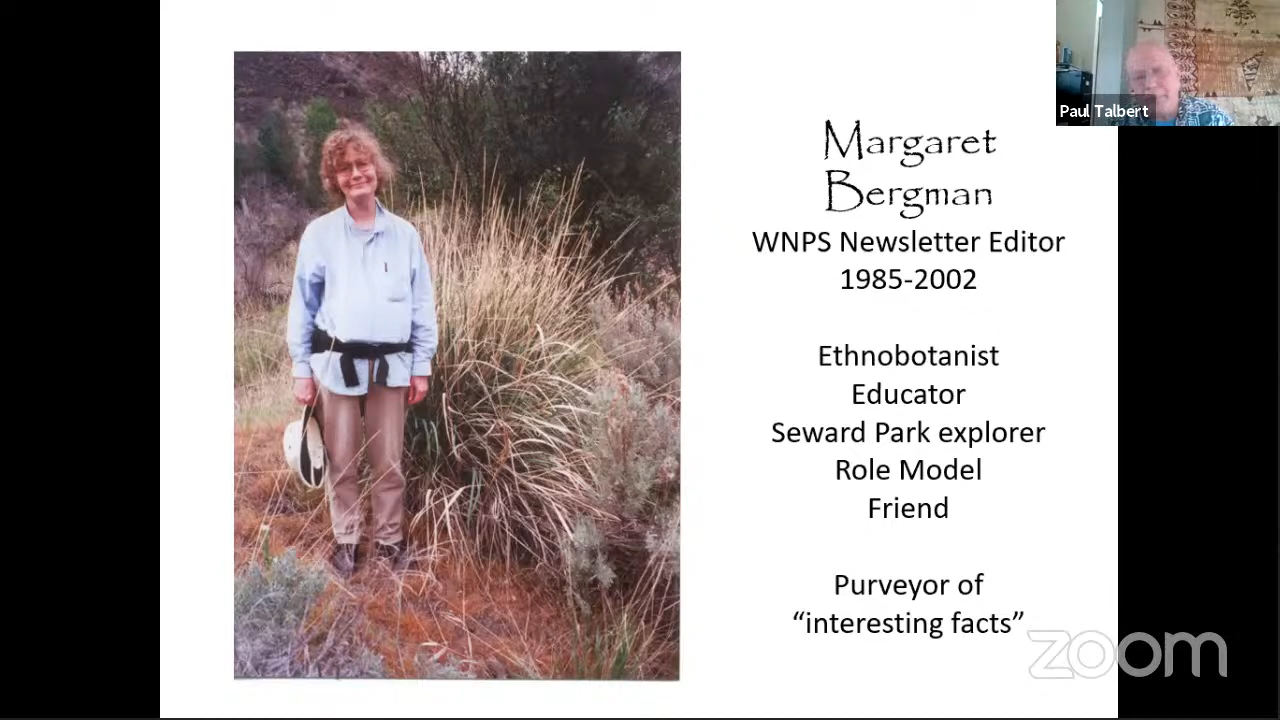 Paul Talbert
Margaret
Bergman
WNPS Newsletter Editor
1985-2002
Ethnobotanist
Educator
Seward Park explorer
Role Model
Friend
Purveyor of
“interesting facts”
zoom